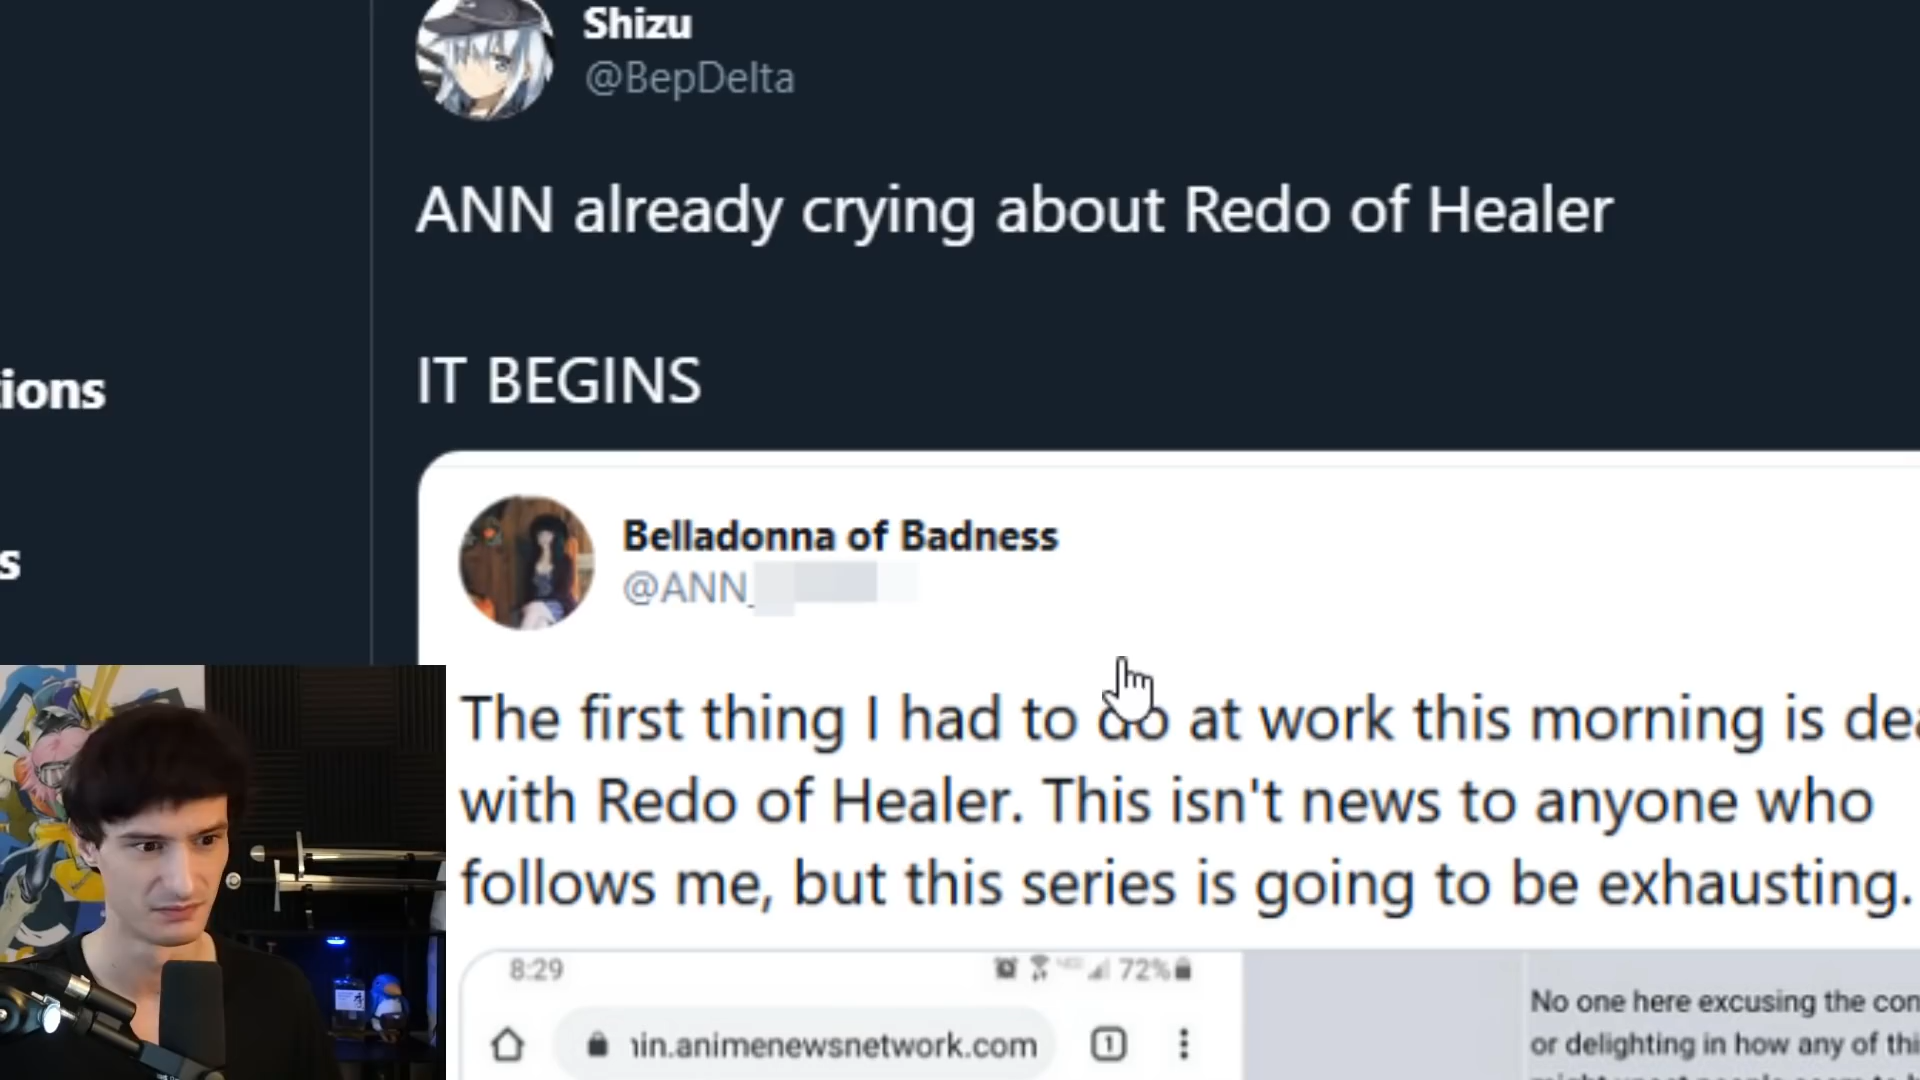 Shizu
@BepDelta
ANN already crying about Redo of Healer
IT BEGINS
tions
s
Belladonna of Badness
@ANN_
The first thing I had to do at work this morning is dea
with Redo of Healer. This isn't news to anyone who
follows me, but this series is going to be exhausting.
8:29
72%
nin.animenewsnetwork.com
1
No one here excusing the con
or delighting in how any of thi